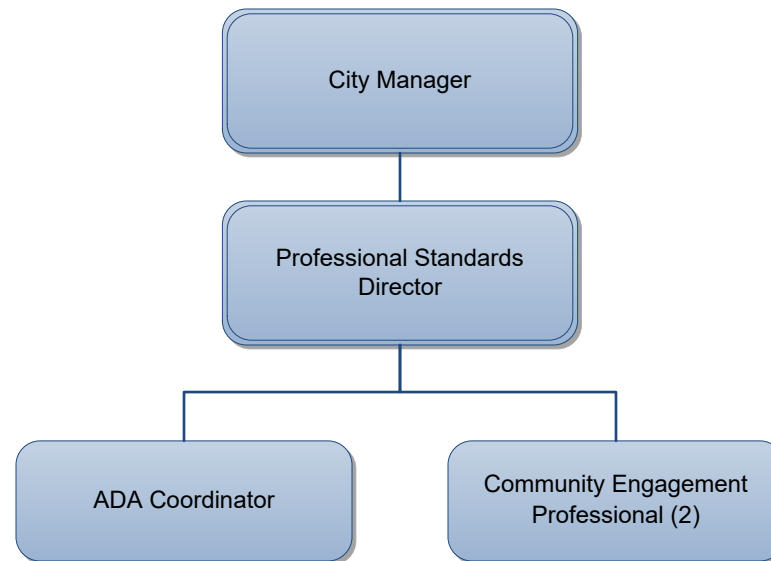 City Manager
Professional Standards
Director
ADA Coordinator
Community Engagement
Professional (2)